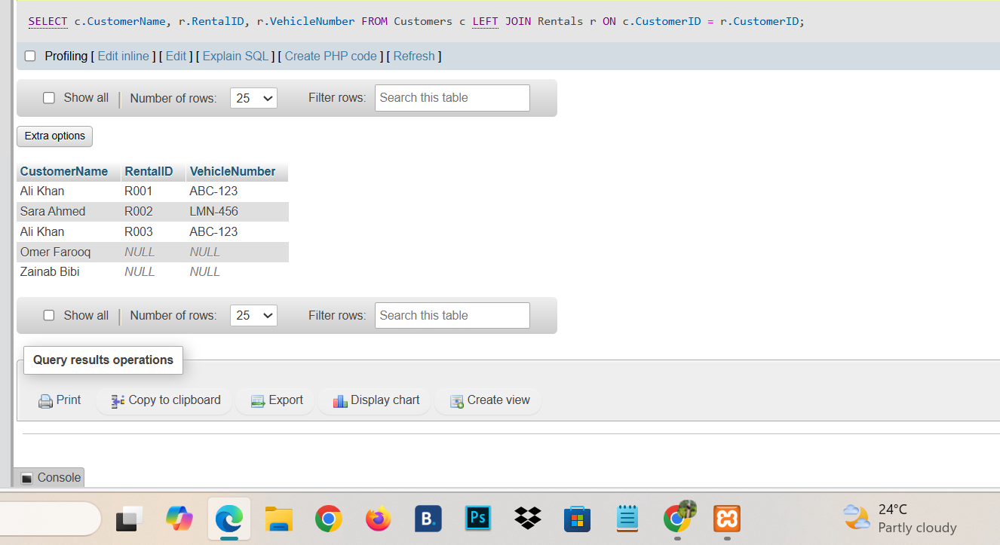 SELECT c.CustomerName, r.RentalID, r.VehicleNumber FROM Customers c LEFT JOIN Rentals r ON c.CustomerID = r.CustomerID;
Profiling [ Edit inline ] [ Edit ] [ Explain SQL ] [ Create PHP code ] [ Refresh ]
Show all Number of rows: 25 Filter rows: Search this table
Extra options
CustomerName RentalID VehicleNumber
Ali Khan R001 ABC-123
Sara Ahmed R002 LMN-456
Ali Khan R003 ABC-123
Omer Farooq NULL NULL
Zainab Bibi NULL NULL
Show all Number of rows: 25 Filter rows: Search this table
Query results operations
Print Copy to clipboard Export Display chart Create view
Console
B. Ps
24°C
Partly cloudy